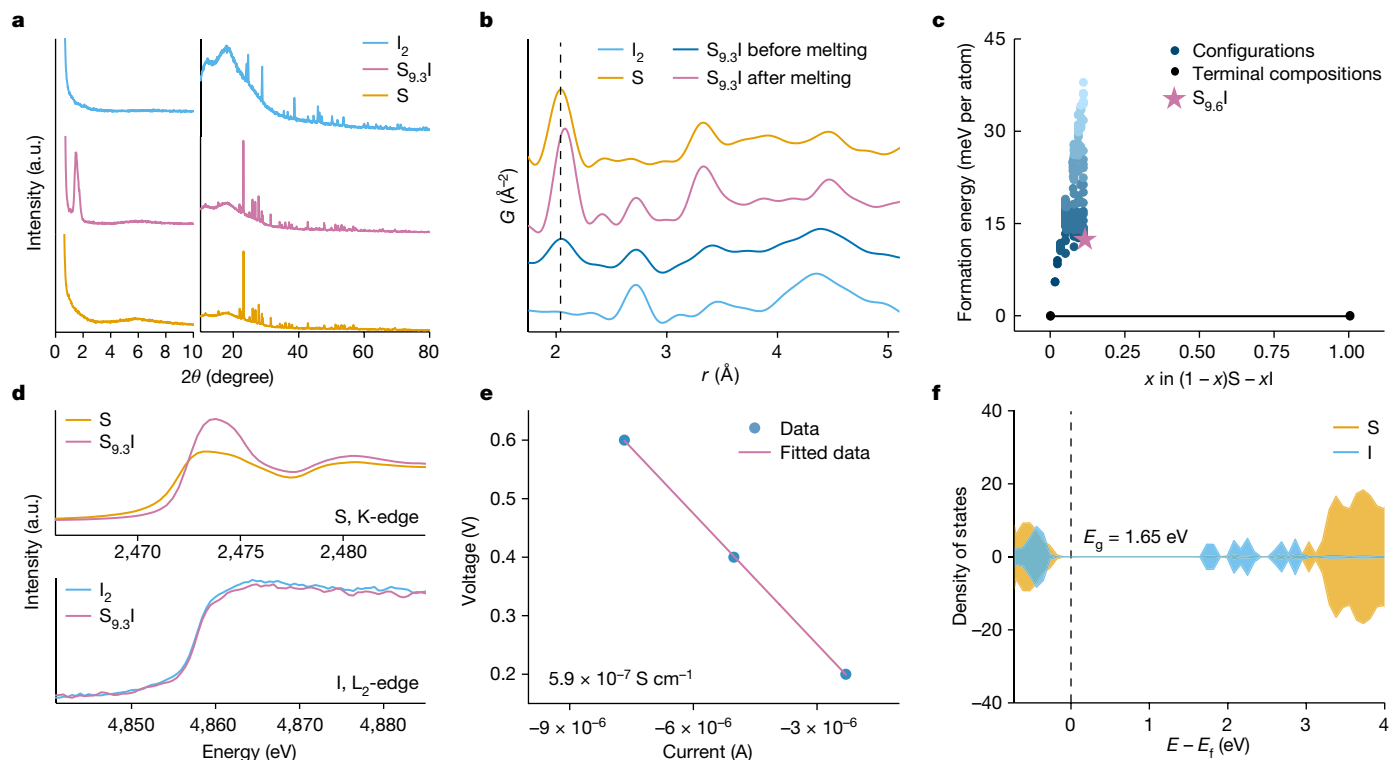 a
I₂
S₉.₃I
S
Intensity (a.u.)
0 2 4 6 8 10 20 40 60 80
2θ (degree)
b
I₂
S
S₉.₃I before melting
S₉.₃I after melting
G (Å⁻²)
2 3 4 5
r (Å)
c
45
30
15
0
Formation energy (meV per atom)
Configurations
Terminal compositions
S₉.₆I
0 0.25 0.50 0.75 1.00
x in (1 − x)S − xI
d
S
S₉.₃I
S, K-edge
2,470 2,475 2,480
Intensity (a.u.)
I₂
S₉.₃I
I, L₂-edge
4,850 4,860 4,870 4,880
Energy (eV)
e
0.6
0.5
0.4
0.3
0.2
Voltage (V)
Data
Fitted data
5.9 × 10⁻⁷ S cm⁻¹
−9 × 10⁻⁶ −6 × 10⁻⁶ −3 × 10⁻⁶
Current (A)
f
40
20
0
−20
−40
Density of states
S
I
E_g = 1.65 eV
0 1 2 3 4
E − E_f (eV)